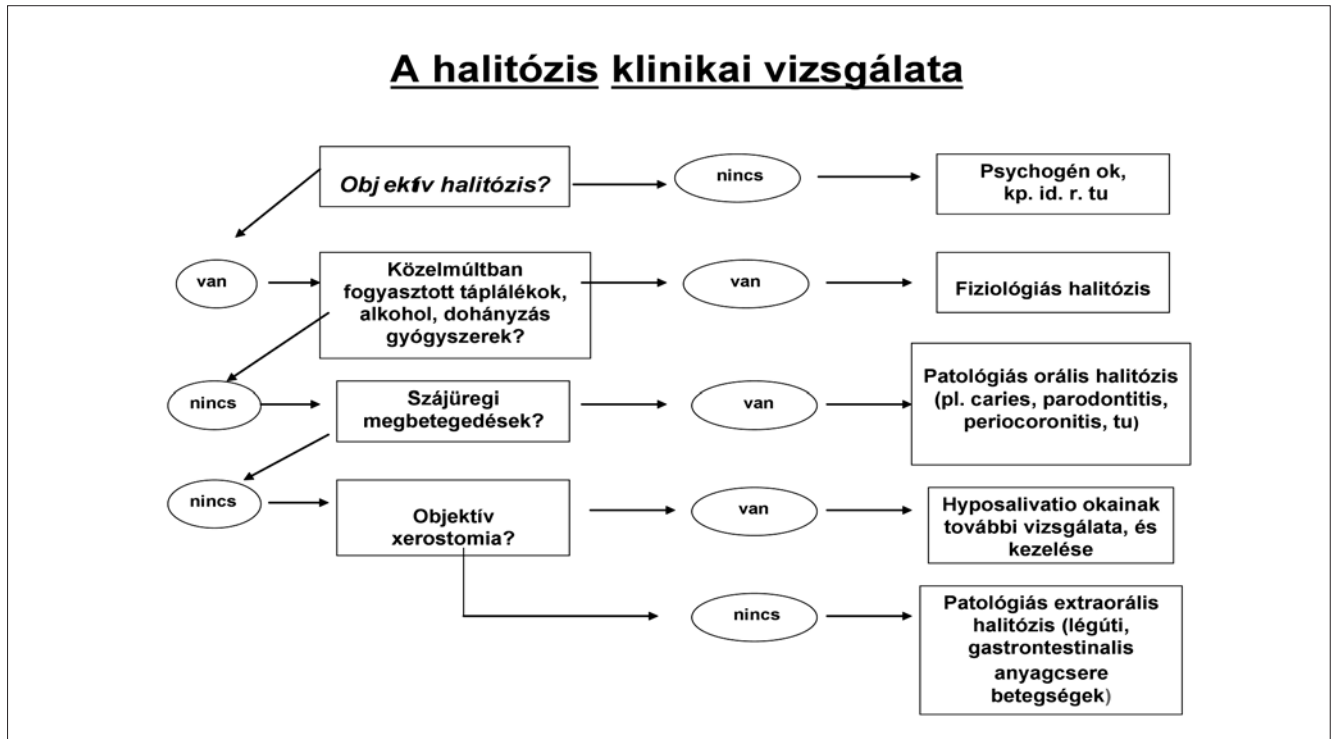 A halitózis klinikai vizsgálata
Objektív halitózis?
nincs
Psychogén ok,
kp. id. r. tu
van
Közelmúltban
fogyasztott táplálékok,
alkohol, dohányzás
gyógyszerek?
van
Fiziológiás halitózis
nincs
Szájüregi
megbetegedések?
van
Patológiás orális halitózis
(pl. caries, parodontitis,
periocoronitis, tu)
nincs
Objektív
xerostomia?
van
Hyposalivatio okainak
további vizsgálata, és
kezelése
nincs
Patológiás extraorális
halitózis (légúti,
gastrontestinalis
anyagcsere
betegségek)